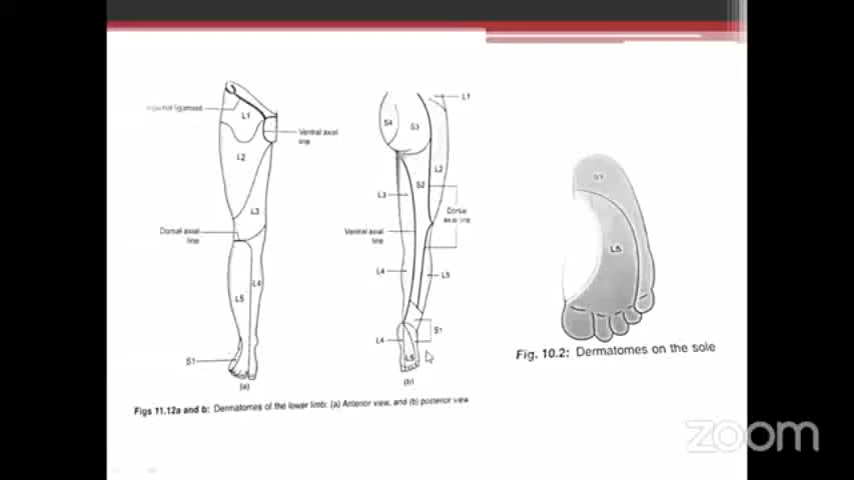 ligament
L1
Ventral axial
line
L2
L3
Dorsal axial
line
L4
L5
S1
(a)
L1
S4
S3
L2
S2
L3
Dorsal
axial line
Ventral axial
line
L4
L5
S1
L4
L5
(b)
Figs 11.12a and b: Dermatomes of the lower limb: (a) Anterior view, and (b) posterior view
S1
L5
Fig. 10.2: Dermatomes on the sole
zoom